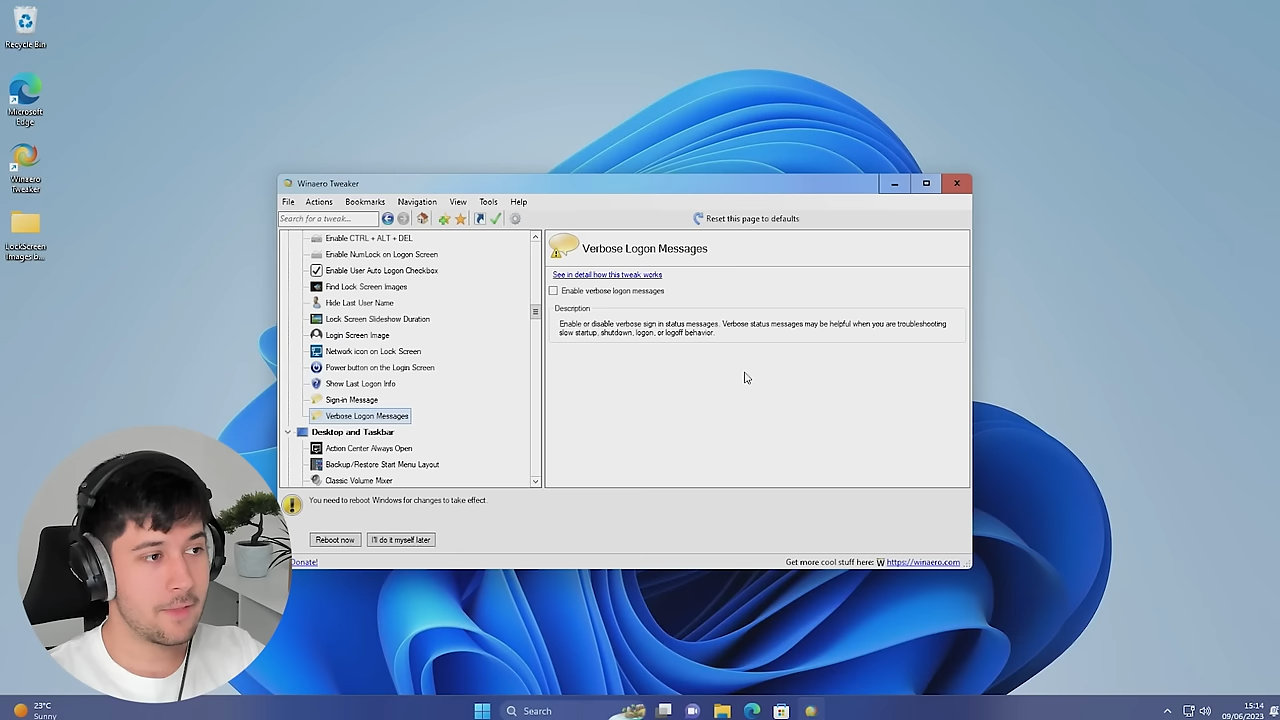 Recycle Bin
Microsoft
Edge
Winaero
Tweaker
LockScreen
Images b...
Winaero Tweaker
File Actions Bookmarks Navigation View Tools Help
Search for a tweak...
Reset this page to defaults
Enable CTRL + ALT + DEL
Enable NumLock on Logon Screen
Enable User Auto Logon Checkbox
Find Lock Screen Images
Hide Last User Name
Lock Screen Slideshow Duration
Login Screen Image
Network icon on Lock Screen
Power button on the Login Screen
Show Last Logon Info
Sign-in Message
Verbose Logon Messages
Desktop and Taskbar
Action Center Always Open
Backup/Restore Start Menu Layout
Classic Volume Mixer
Verbose Logon Messages
See in detail how this tweak works
Enable verbose logon messages
Description
Enable or disable verbose sign in status messages. Verbose status messages may be helpful when you are troubleshooting
slow startup, shutdown, logon, or logoff behavior.
You need to reboot Windows for changes to take effect.
Reboot now
I'll do it myself later
Donate!
Get more cool stuff here: W https://winaero.com
23°C
Sunny
Search
15:14
09/06/2023